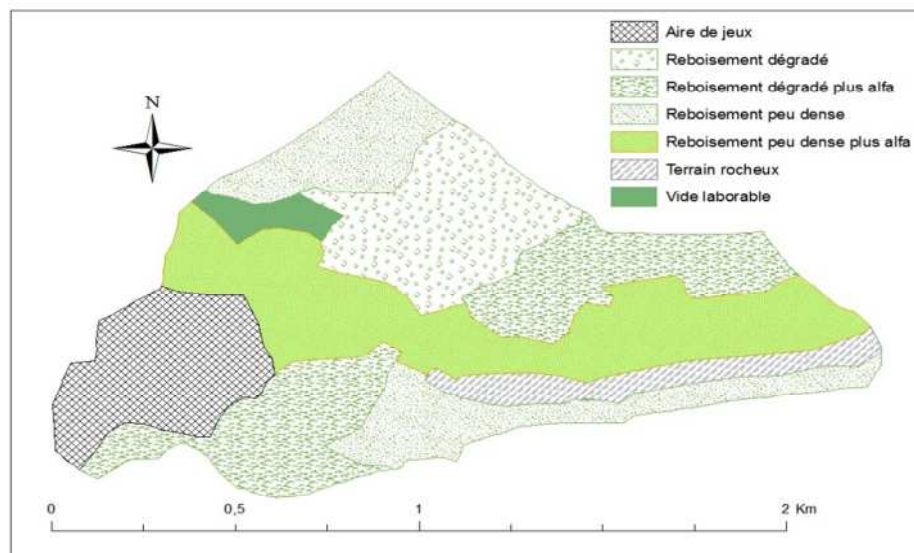 Aire de jeux
Reboisement dégradé
Reboisement dégradé plus alfa
Reboisement peu dense
Reboisement peu dense plus alfa
Terrain rocheux
Vide laborable
N
0 0,5 1 2 Km